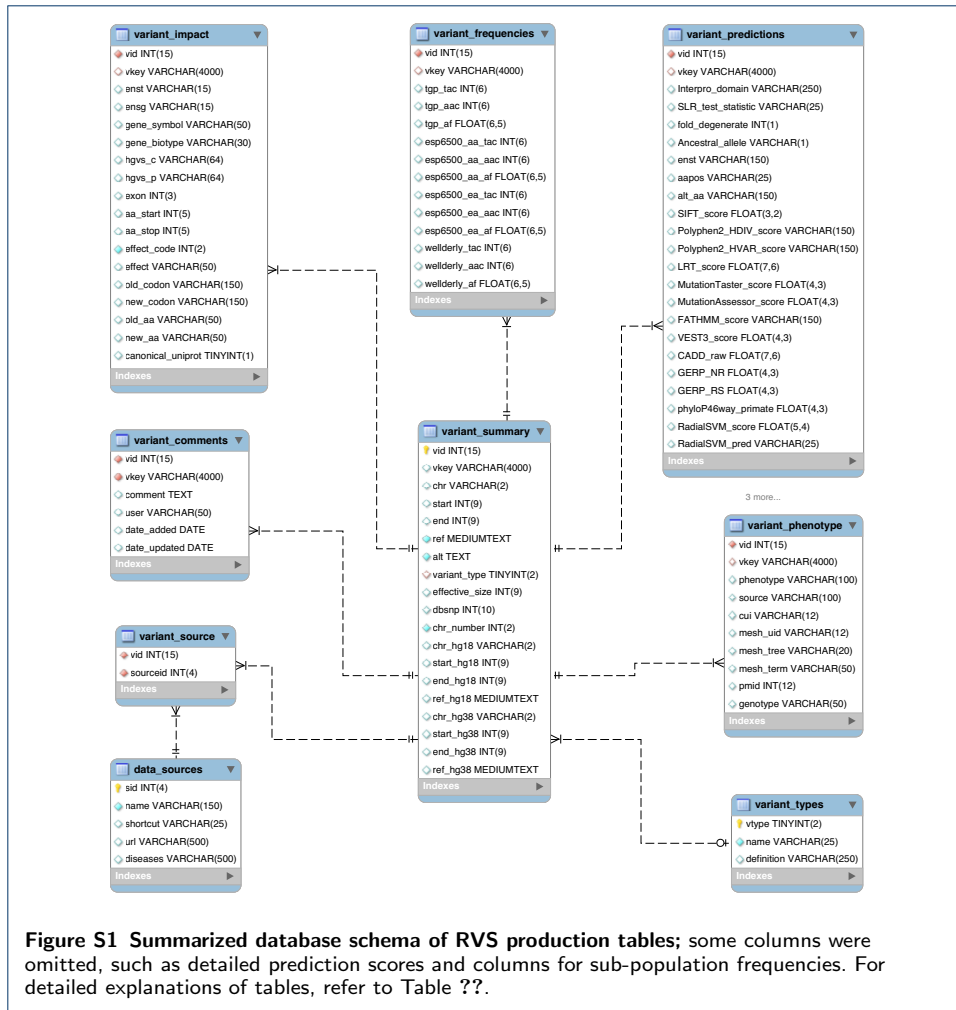 variant_impact
vid INT(15)
vkey VARCHAR(4000)
enst VARCHAR(15)
ensg VARCHAR(15)
gene_symbol VARCHAR(50)
gene_biotype VARCHAR(30)
hgvs_c VARCHAR(64)
hgvs_p VARCHAR(64)
exon INT(3)
aa_start INT(5)
aa_stop INT(5)
effect_code INT(2)
effect VARCHAR(50)
old_codon VARCHAR(150)
new_codon VARCHAR(150)
old_aa VARCHAR(50)
new_aa VARCHAR(50)
canonical_uniprot TINYINT(1)
Indexes
variant_frequencies
vid INT(15)
vkey VARCHAR(4000)
tgp_tac INT(6)
tgp_aac INT(6)
tgp_af FLOAT(6,5)
esp6500_aa_tac INT(6)
esp6500_aa_aac INT(6)
esp6500_aa_af FLOAT(6,5)
esp6500_ea_tac INT(6)
esp6500_ea_aac INT(6)
esp6500_ea_af FLOAT(6,5)
wellderly_tac INT(6)
wellderly_aac INT(6)
wellderly_af FLOAT(6,5)
Indexes
variant_predictions
vid INT(15)
vkey VARCHAR(4000)
Interpro_domain VARCHAR(250)
SLR_test_statistic VARCHAR(25)
fold_degenerate INT(1)
Ancestral_allele VARCHAR(1)
enst VARCHAR(150)
aapos VARCHAR(25)
alt_aa VARCHAR(150)
SIFT_score FLOAT(3,2)
Polyphen2_HDIV_score VARCHAR(150)
Polyphen2_HVAR_score VARCHAR(150)
LRT_score FLOAT(7,6)
MutationTaster_score FLOAT(4,3)
MutationAssessor_score FLOAT(4,3)
FATHMM_score VARCHAR(150)
VEST3_score FLOAT(4,3)
CADD_raw FLOAT(7,6)
GERP_NR FLOAT(4,3)
GERP_RS FLOAT(4,3)
phyloP46way_primate FLOAT(4,3)
RadialSVM_score FLOAT(5,4)
RadialSVM_pred VARCHAR(25)
Indexes
3 more...
variant_comments
vid INT(15)
vkey VARCHAR(4000)
comment TEXT
user VARCHAR(50)
date_added DATE
date_updated DATE
Indexes
variant_summary
vid INT(15)
vkey VARCHAR(4000)
chr VARCHAR(2)
start INT(9)
end INT(9)
ref MEDIUMTEXT
alt TEXT
variant_type TINYINT(2)
effective_size INT(9)
dbsnp INT(10)
chr_number INT(2)
chr_hg18 VARCHAR(2)
start_hg18 INT(9)
end_hg18 INT(9)
ref_hg18 MEDIUMTEXT
chr_hg38 VARCHAR(2)
start_hg38 INT(9)
end_hg38 INT(9)
ref_hg38 MEDIUMTEXT
Indexes
variant_phenotype
vid INT(15)
vkey VARCHAR(4000)
phenotype VARCHAR(100)
source VARCHAR(100)
cui VARCHAR(12)
mesh_uid VARCHAR(12)
mesh_tree VARCHAR(20)
mesh_term VARCHAR(50)
pmid INT(12)
genotype VARCHAR(50)
Indexes
variant_source
vid INT(15)
sourceid INT(4)
Indexes
data_sources
sid INT(4)
name VARCHAR(150)
shortcut VARCHAR(25)
url VARCHAR(500)
diseases VARCHAR(500)
Indexes
variant_types
vtype TINYINT(2)
name VARCHAR(25)
definition VARCHAR(250)
Indexes
Figure S1 Summarized database schema of RVS production tables; some columns were
omitted, such as detailed prediction scores and columns for sub-population frequencies. For
detailed explanations of tables, refer to Table ??.